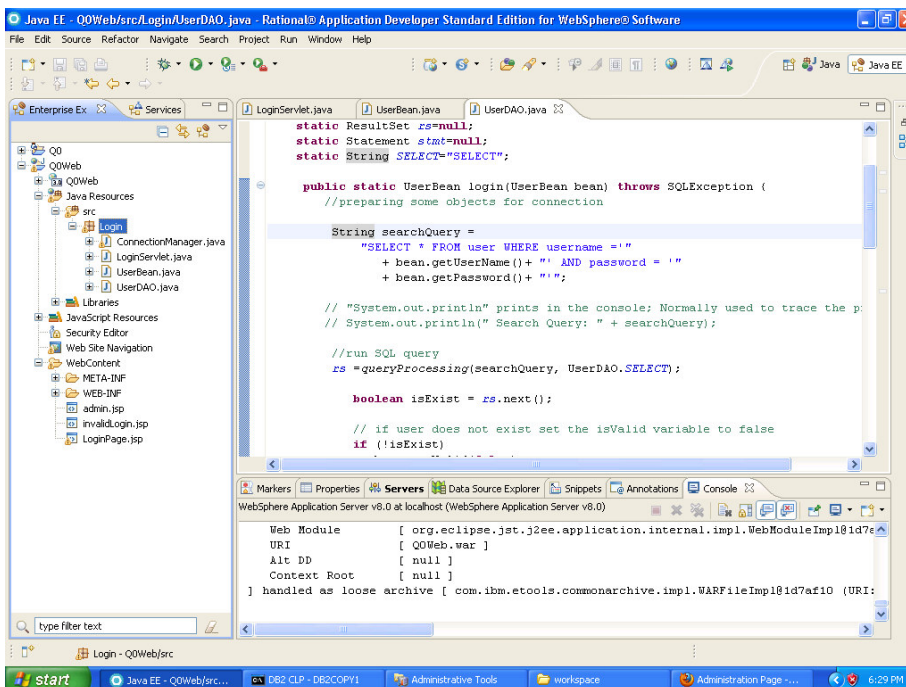 Java EE - Q0Web/src/Login/UserDAO.java - Rational® Application Developer Standard Edition for WebSphere® Software
File Edit Source Refactor Navigate Search Project Run Window Help
Java Java EE
Enterprise Ex Services
Q0
Q0Web
Q0Web
Java Resources
src
Login
ConnectionManager.java
LoginServlet.java
UserBean.java
UserDAO.java
Libraries
JavaScript Resources
Security Editor
Web Site Navigation
WebContent
META-INF
WEB-INF
admin.jsp
invalidLogin.jsp
LoginPage.jsp
type filter text
LoginServlet.java UserBean.java UserDAO.java
static ResultSet rs=null;
static Statement stmt=null;
static String SELECT="SELECT";
public static UserBean login(UserBean bean) throws SQLException {
//preparing some objects for connection
String searchQuery =
"SELECT * FROM user WHERE username ='"
+ bean.getUserName()+ "' AND password = '"
+ bean.getPassword()+ "'";
// "System.out.println" prints in the console; Normally used to trace the p
// System.out.println(" Search Query: " + searchQuery);
//run SQL query
rs =queryProcessing(searchQuery, UserDAO.SELECT);
boolean isExist = rs.next();
// if user does not exist set the isValid variable to false
if (!isExist)
Markers Properties Servers Data Source Explorer Snippets Annotations Console
WebSphere Application Server v8.0 at localhost (WebSphere Application Server v8.0)
Web Module [ org.eclipse.jst.j2ee.application.internal.impl.WebModuleImpl@1d7e
URI [ Q0Web.war ]
Alt DD [ null ]
Context Root [ null ]
] handled as loose archive [ com.ibm.etools.commonarchive.impl.WARFileImpl@1d7af10 (URI:
Login - Q0Web/src
start Java EE - Q0Web/src... DB2 CLP - DB2COPY1 Administrative Tools workspace Administration Page -... 6:29 PM